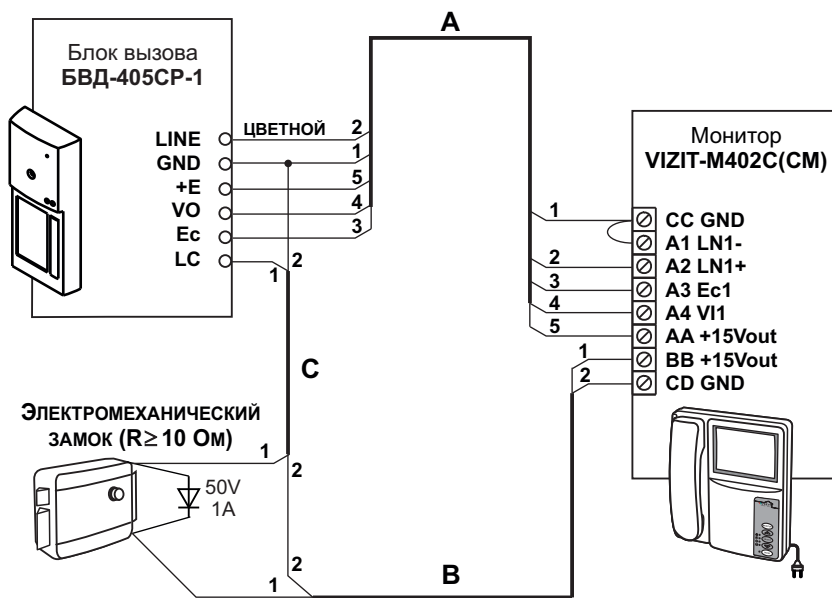 A
Блок вызова
БВД-405СР-1
LINE
GND
+E
VO
Ec
LC
ЦВЕТНОЙ
2
1
5
4
3
1
2
C
Монитор
VIZIT-M402C(CM)
1
2
3
4
5
1
2
CC GND
A1 LN1-
A2 LN1+
A3 Ec1
A4 VI1
AA +15Vout
BB +15Vout
CD GND
ЭЛЕКТРОМЕХАНИЧЕСКИЙ
ЗАМОК (R≥10 ОМ)
1
2
50V
1A
2
1
B